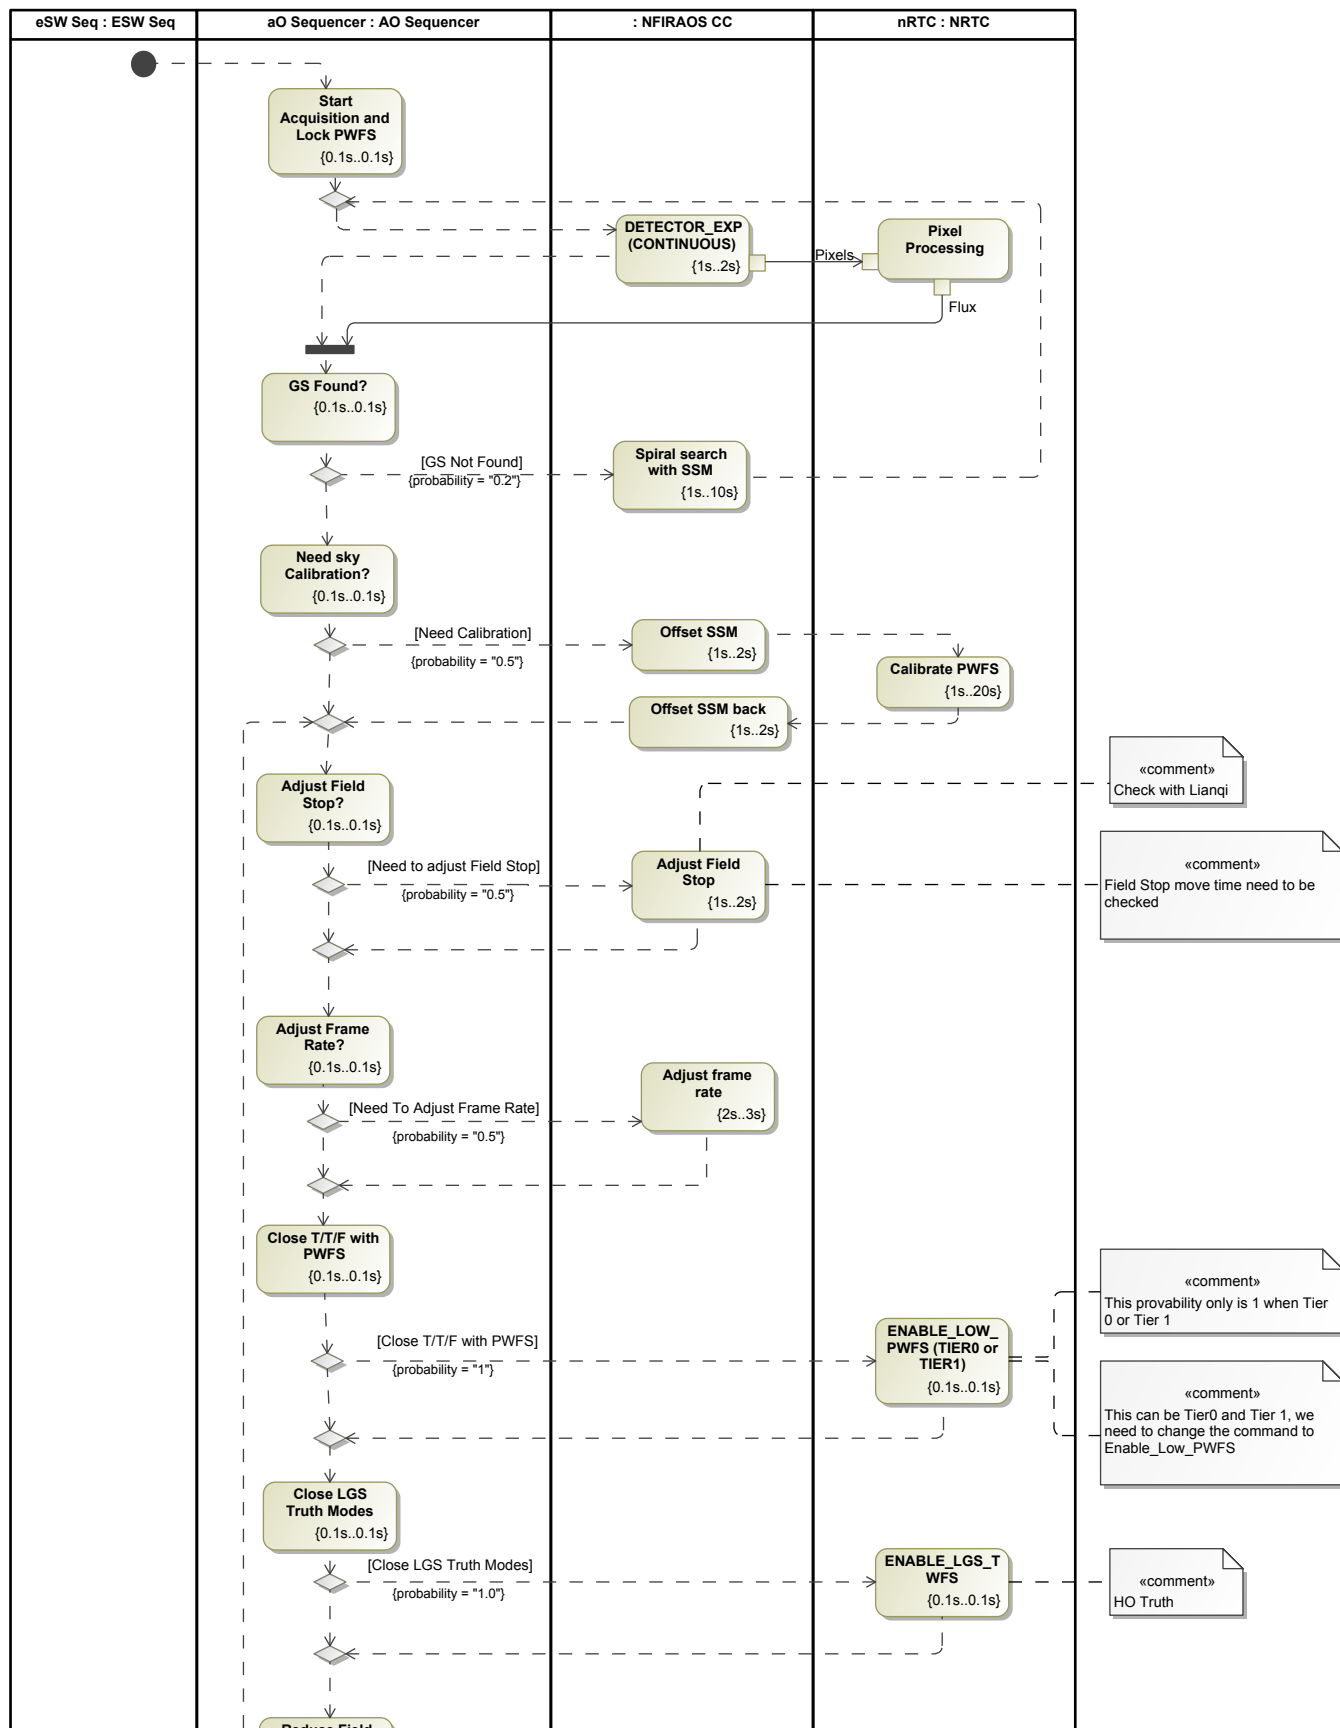 eSW Seq : ESW Seq
aO Sequencer : AO Sequencer
: NFIRAOS CC
nRTC : NRTC
Start
Acquisition and
Lock PWFS
{0.1s..0.1s}
DETECTOR_EXP
(CONTINUOUS)
{1s..2s}
Pixels
Pixel
Processing
Flux
GS Found?
{0.1s..0.1s}
[GS Not Found]
{probability = "0.2"}
Spiral search
with SSM
{1s..10s}
Need sky
Calibration?
{0.1s..0.1s}
[Need Calibration]
{probability = "0.5"}
Offset SSM
{1s..2s}
Calibrate PWFS
{1s..20s}
Offset SSM back
{1s..2s}
«comment»
Check with Lianqi
Adjust Field
Stop?
{0.1s..0.1s}
[Need to adjust Field Stop]
{probability = "0.5"}
Adjust Field
Stop
{1s..2s}
«comment»
Field Stop move time need to be
checked
Adjust Frame
Rate?
{0.1s..0.1s}
[Need To Adjust Frame Rate]
{probability = "0.5"}
Adjust frame
rate
{2s..3s}
Close T/T/F with
PWFS
{0.1s..0.1s}
[Close T/T/F with PWFS]
{probability = "1"}
ENABLE_LOW_
PWFS (TIER0 or
TIER1)
{0.1s..0.1s}
«comment»
This provability only is 1 when Tier
0 or Tier 1
«comment»
This can be Tier0 and Tier 1, we
need to change the command to
Enable_Low_PWFS
Close LGS
Truth Modes
{0.1s..0.1s}
[Close LGS Truth Modes]
{probability = "1.0"}
ENABLE_LGS_T
WFS
{0.1s..0.1s}
«comment»
HO Truth
Reduce Field